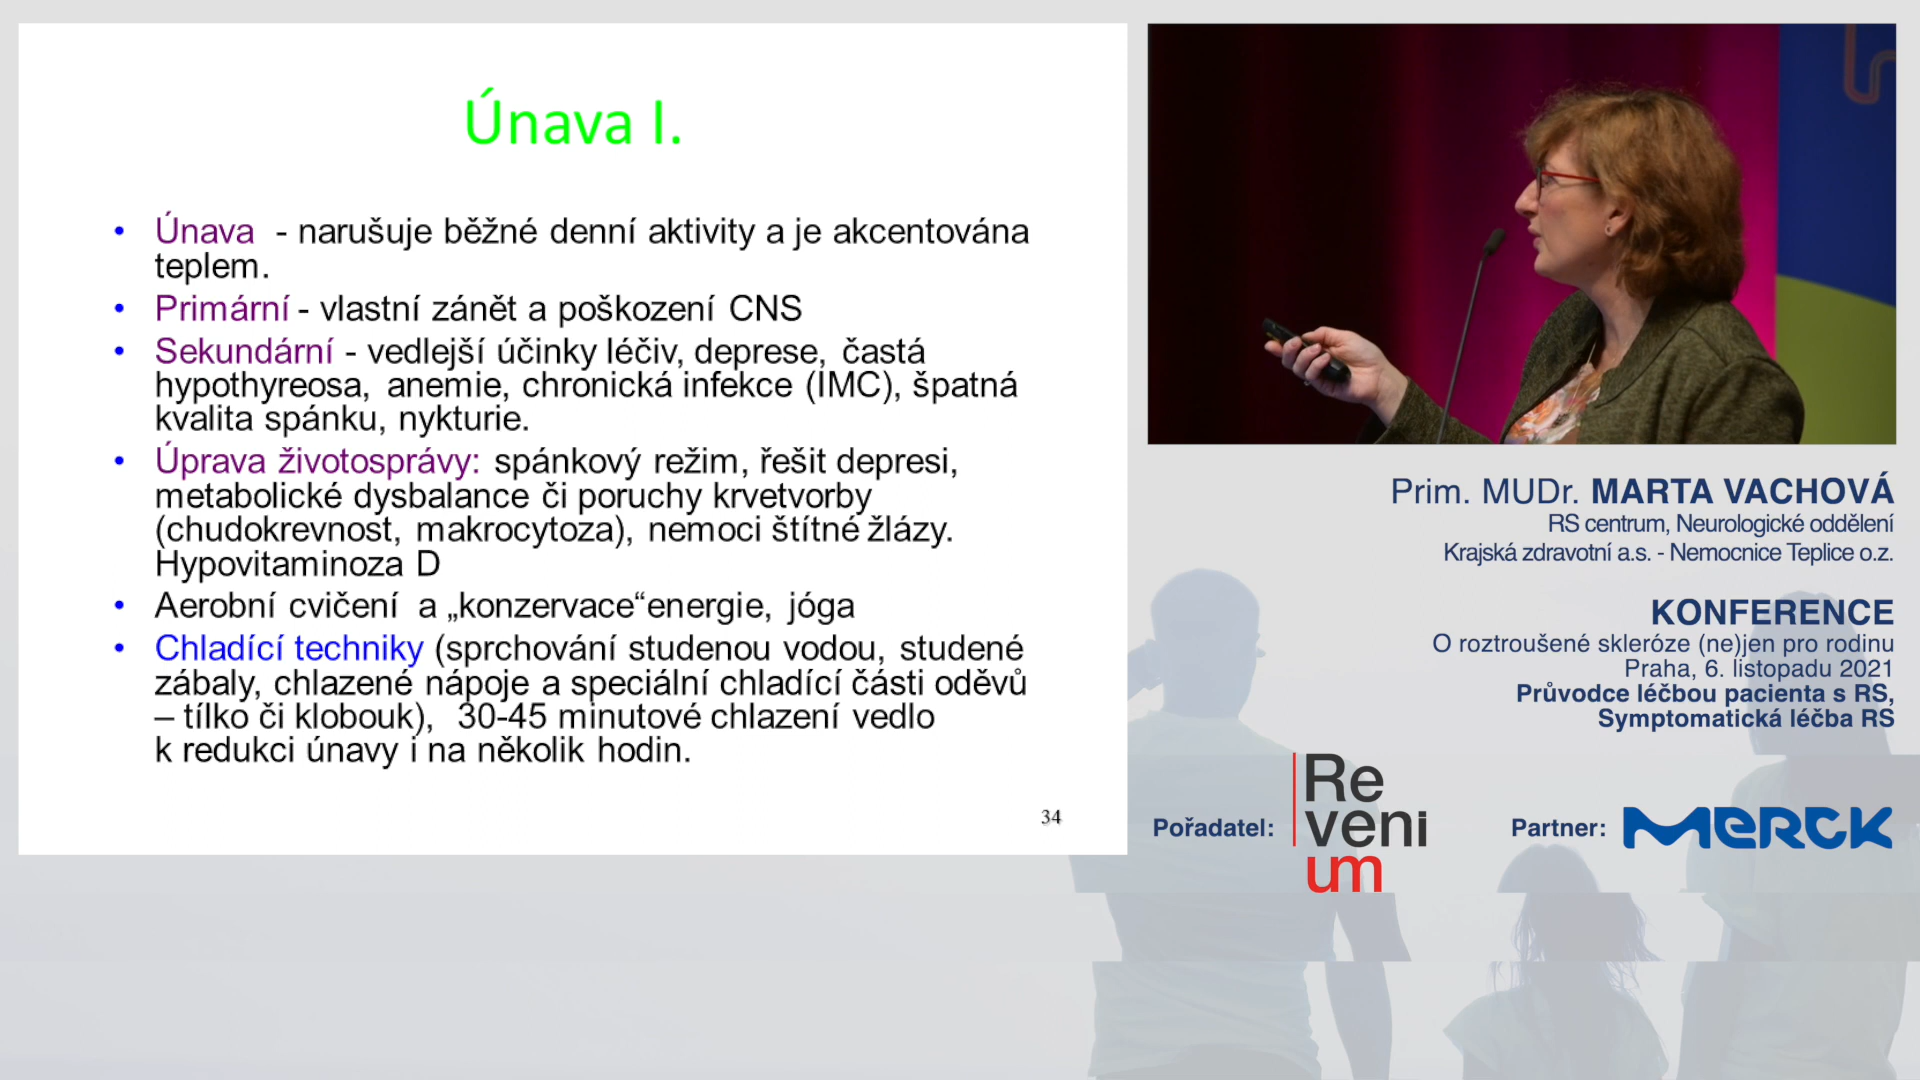 Únava I.
• Únava - narušuje běžné denní aktivity a je akcentována
teplem.
• Primární - vlastní zánět a poškození CNS
• Sekundární - vedlejší účinky léčiv, deprese, častá
hypothyreosa, anemie, chronická infekce (IMC), špatná
kvalita spánku, nykturie.
• Úprava životosprávy: spánkový režim, řešit depresi,
metabolické dysbalance či poruchy krvetvorby
(chudokrevnost, makrocytoza), nemoci štítné žlázy.
Hypovitaminoza D
• Aerobní cvičení a „konzervace“energie, jóga
• Chladící techniky (sprchování studenou vodou, studené
zábaly, chlazené nápoje a speciální chladící části oděvů
– tílko či klobouk), 30-45 minutové chlazení vedlo
k redukci únavy i na několik hodin.
34
Prim. MUDr. MARTA VACHOVÁ
RS centrum, Neurologické oddělení
Krajská zdravotní a.s. - Nemocnice Teplice o.z.
KONFERENCE
O roztroušené skleróze (ne)jen pro rodinu
Praha, 6. listopadu 2021
Průvodce léčbou pacienta s RS,
Symptomatická léčba RS
Pořadatel:
Re
veni
um
Partner:
MERCK